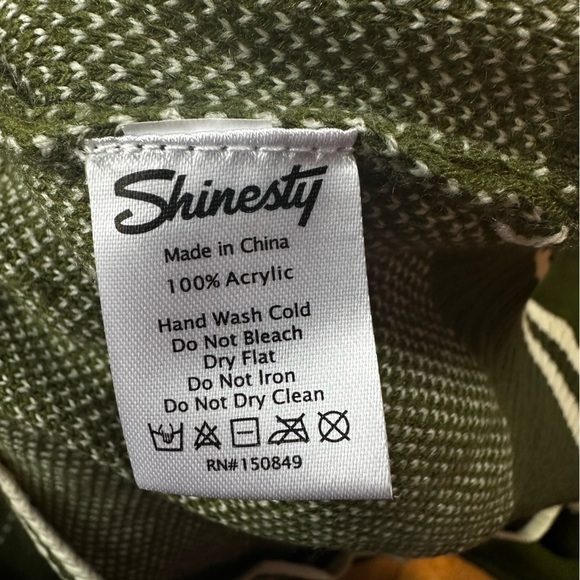 Shinesty
Made in China
100% Acrylic
Hand Wash Cold
Do Not Bleach
Dry Flat
Do Not Iron
Do Not Dry Clean
RN#150849